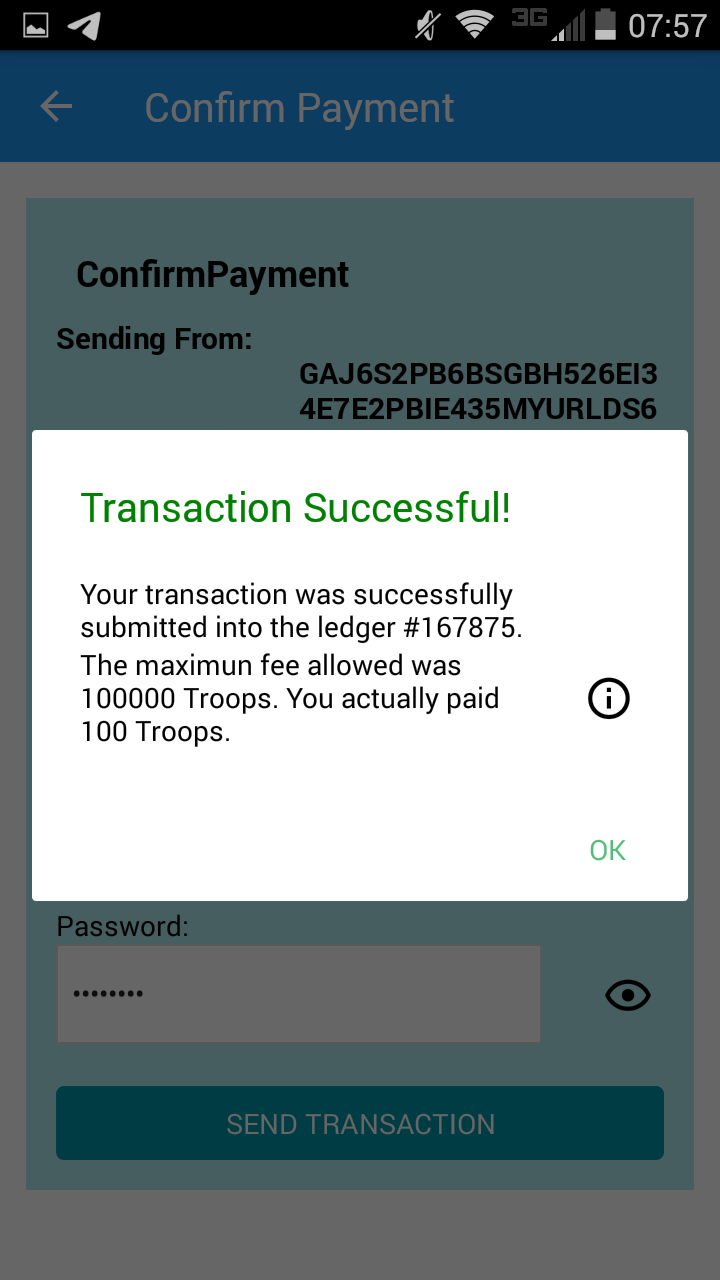 3G 07:57
Confirm Payment
ConfirmPayment
Sending From:
GAJ6S2PB6BSGBH526EI3
4E7E2PBIE435MYURLDS6
Transaction Successful!
Your transaction was successfully
submitted into the ledger #167875.
The maximun fee allowed was
100000 Troops. You actually paid
100 Troops.
OK
Password:
••••••••
SEND TRANSACTION